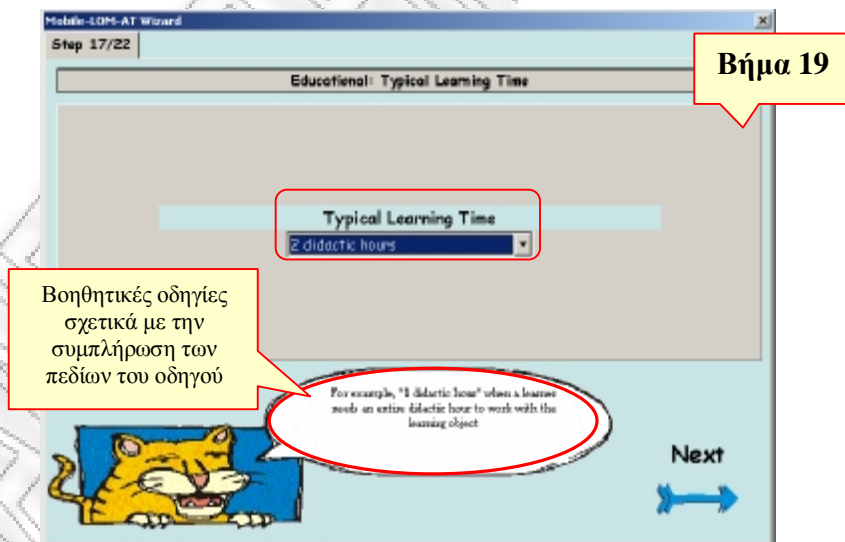 Mobile-LOM-AT Wizard
Step 17/22
Βήμα 19
Educational: Typical Learning Time
Typical Learning Time
2 didactic hours
Βοηθητικές οδηγίες
σχετικά με την
συμπλήρωση των
πεδίων του οδηγού
For example, "1 didactic hour" when a learner
needs an entire didactic hour to work with the
learning object
Next